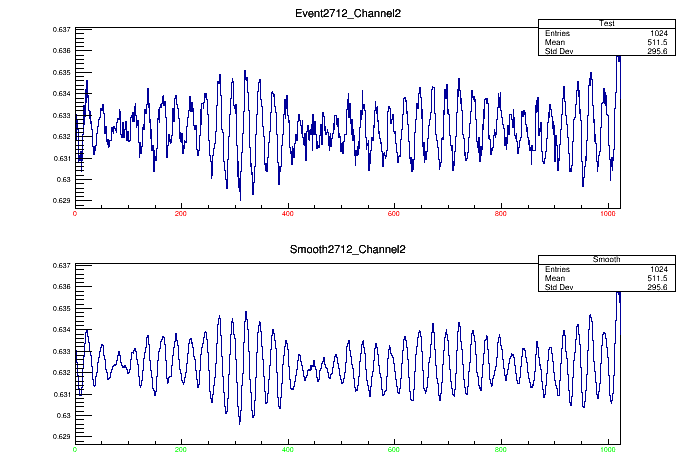 Event2712_Channel2
Test
Entries 1024
Mean 511.5
Std Dev 295.6
0.637
0.636
0.635
0.634
0.633
0.632
0.631
0.63
0.629
0 200 400 600 800 1000
Smooth2712_Channel2
Smooth
Entries 1024
Mean 511.5
Std Dev 295.6
0.637
0.636
0.635
0.634
0.633
0.632
0.631
0.63
0.629
0 200 400 600 800 1000